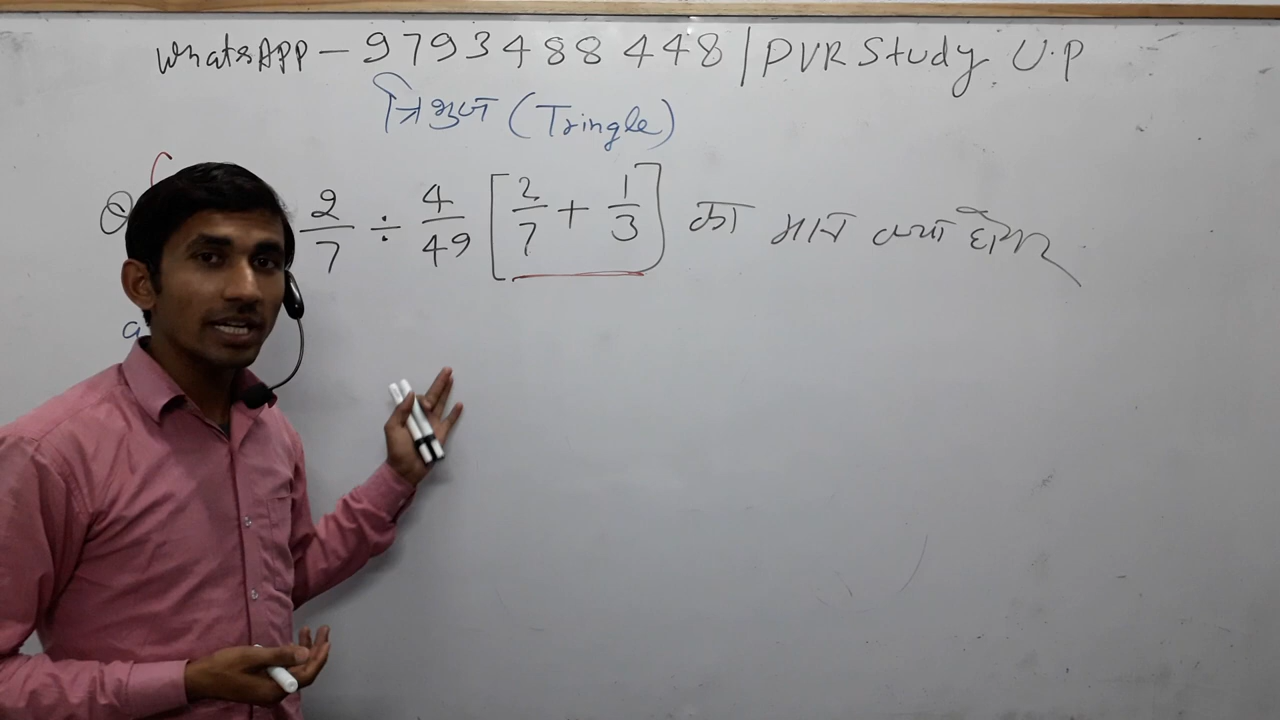 WhatsApp – 9793488448 | PVR Study U.P
त्रिभुज (Tringle)
Q 2/7 ÷ 4/49 [2/7 + 1/3] का मान क्या होगा
a